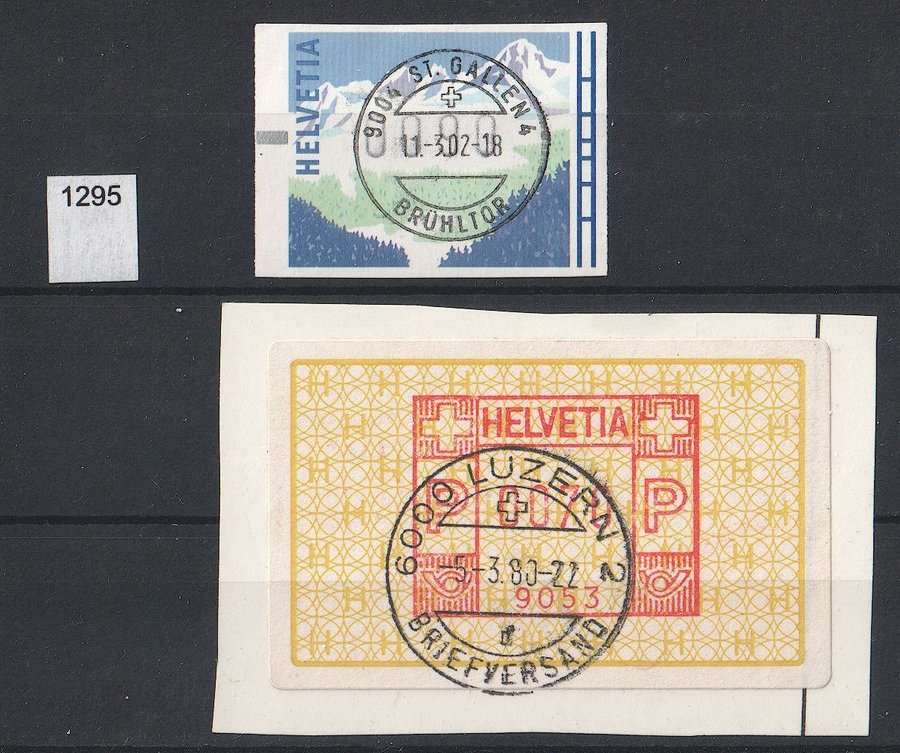 1295
HELVETIA
9004 ST. GALLEN 4
11.-3.02-18
BRÜHLTOR
HELVETIA
P P
6000 LUZERN 2
-5.-3.80-22
9053
BRIEFVERSAND